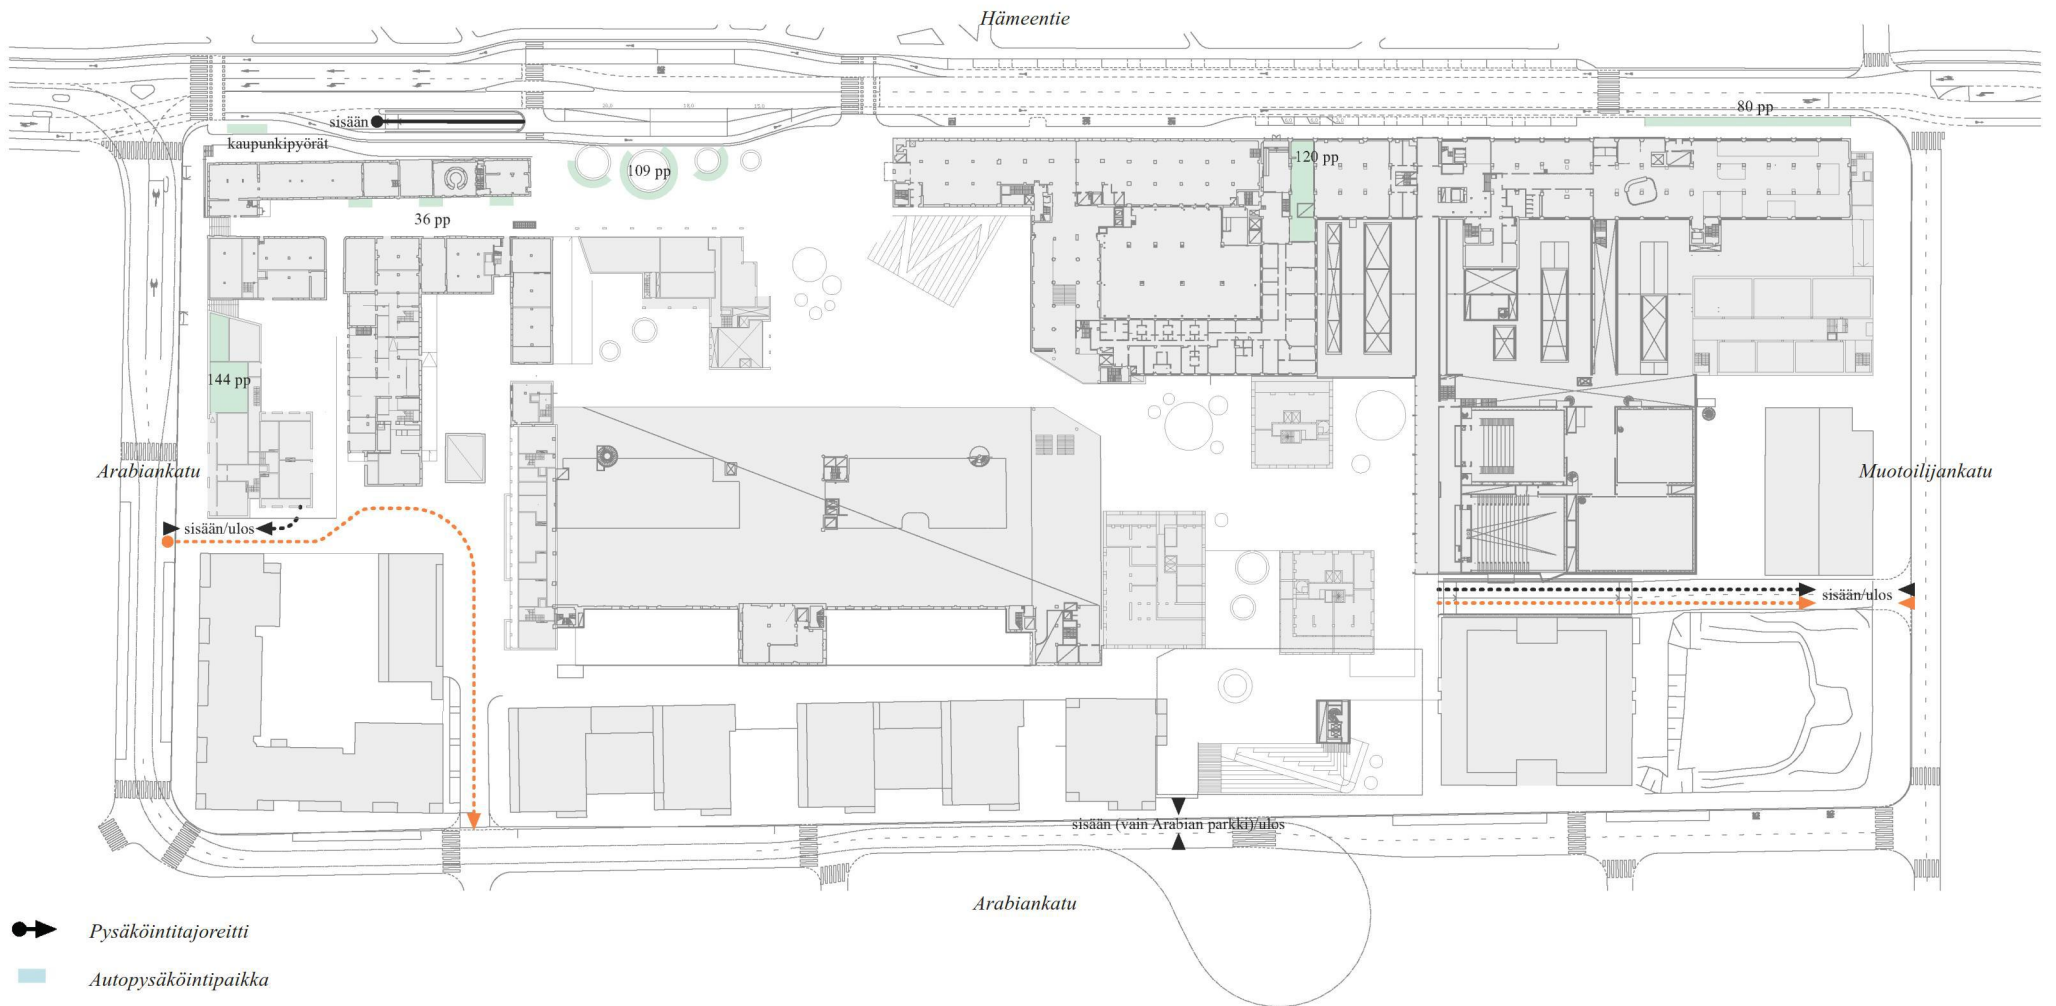 Hämeentie
80 pp
sisään
kaupunkipyörät
109 pp
120 pp
36 pp
144 pp
Arabiankatu
Muotoilijankatu
sisään/ulos
sisään/ulos
sisään (vain Arabian parkki)/ulos
Arabiankatu
Pysäköintitajoreitti
Autopysäköintipaikka